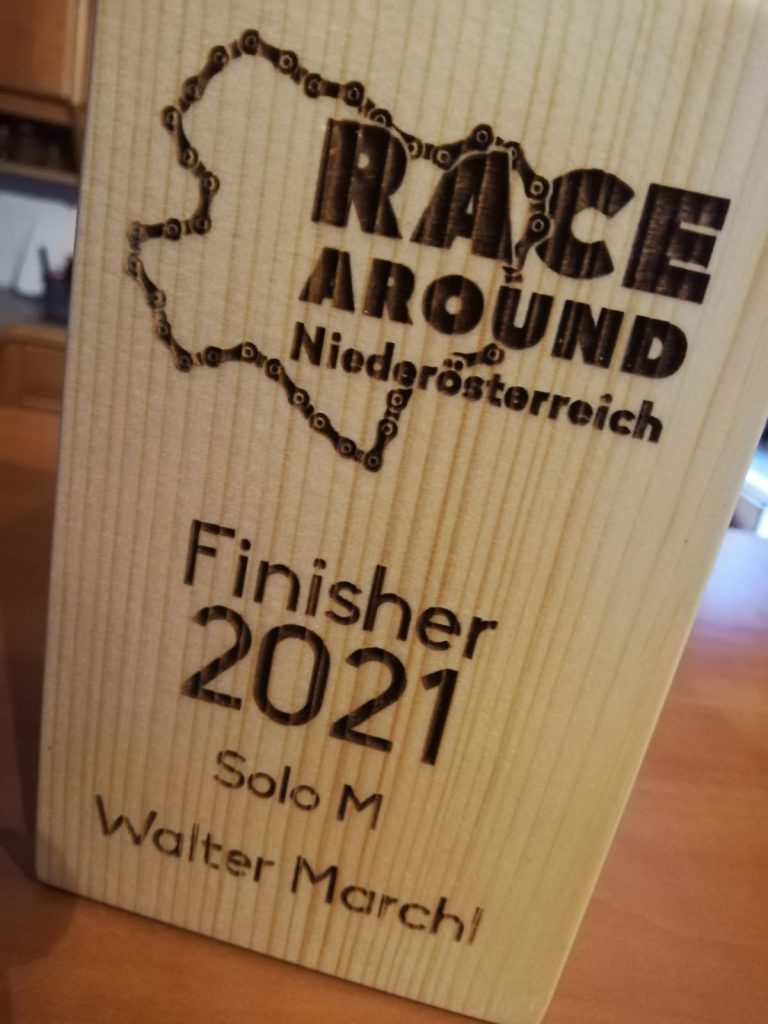 RACE
AROUND
Niederösterreich
Finisher
2021
Solo M
Walter Marchl